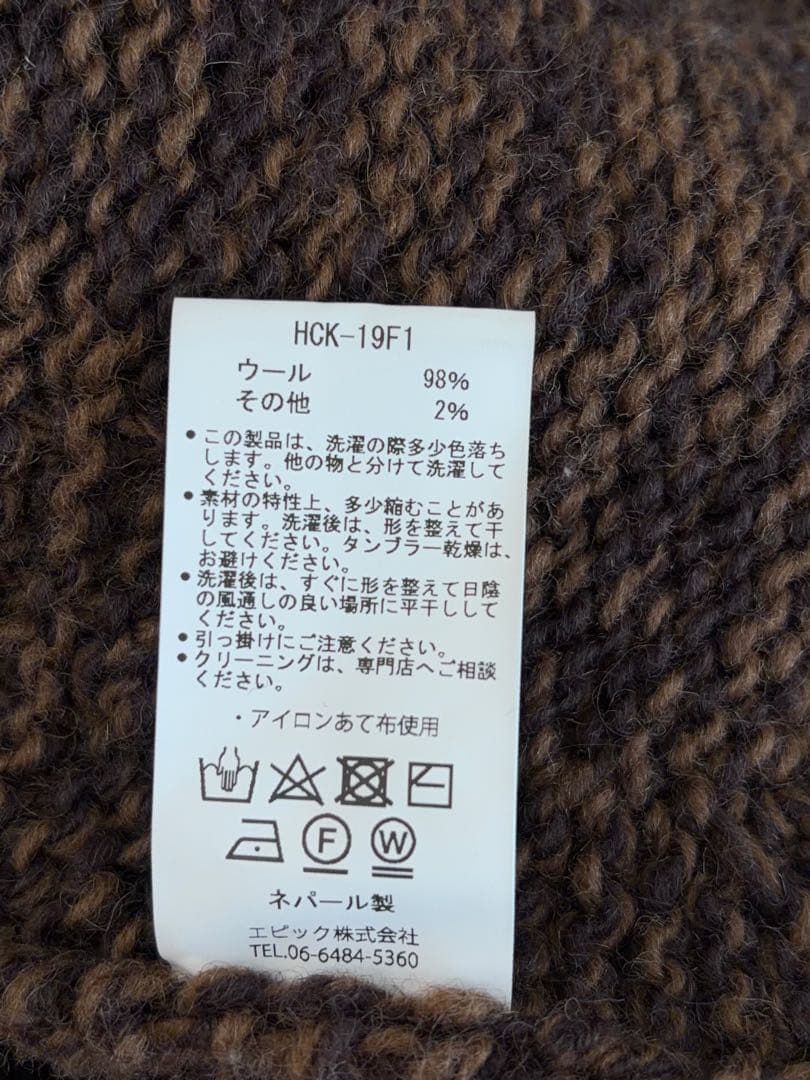 HCK-19F1
ウール 98%
その他 2%
●この製品は、洗濯の際多少色落ち
します。他の物と分けて洗濯して
ください。
●素材の特性上、多少縮むことがあ
ります。洗濯後は、形を整えて干
してください。タンブラー乾燥は、
お避けください。
●洗濯後は、すぐに形を整えて日陰
の風通しの良い場所に平干しして
ください。
●引っ掛けにご注意ください。
●クリーニングは、専門店へご相談
ください。
・アイロンあて布使用
F W
ネパール製
エピック株式会社
TEL.06-6484-5360